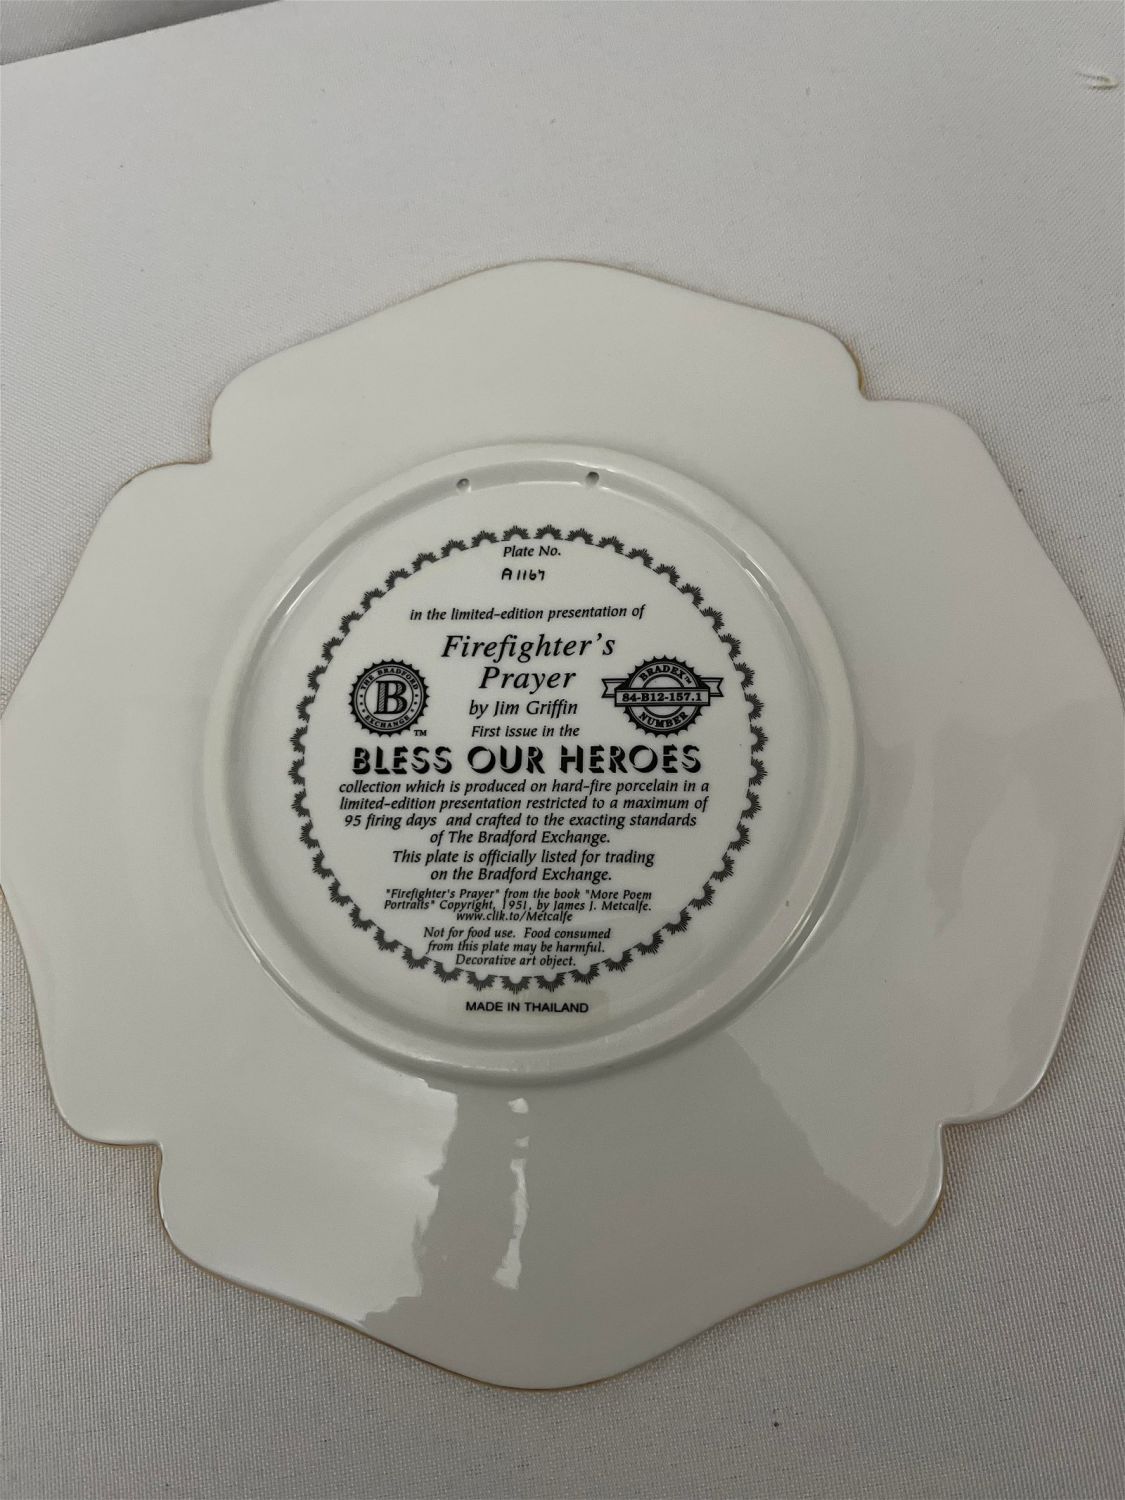 Plate No.
A1167
in the limited-edition presentation of
Firefighter's
Prayer
by Jim Griffin
First issue in the
THE BRADFORD
B
EXCHANGE
TM
BRADEX™
84-B12-157.1
NUMBER
BLESS OUR HEROES
collection which is produced on hard-fire porcelain in a
limited-edition presentation restricted to a maximum of
95 firing days and crafted to the exacting standards
of The Bradford Exchange.
This plate is officially listed for trading
on the Bradford Exchange.
"Firefighter's Prayer" from the book "More Poem
Portraits" Copyright, 1951, by James J. Metcalfe.
www.clik.to/Metcalfe
Not for food use. Food consumed
from this plate may be harmful.
Decorative art object.
MADE IN THAILAND